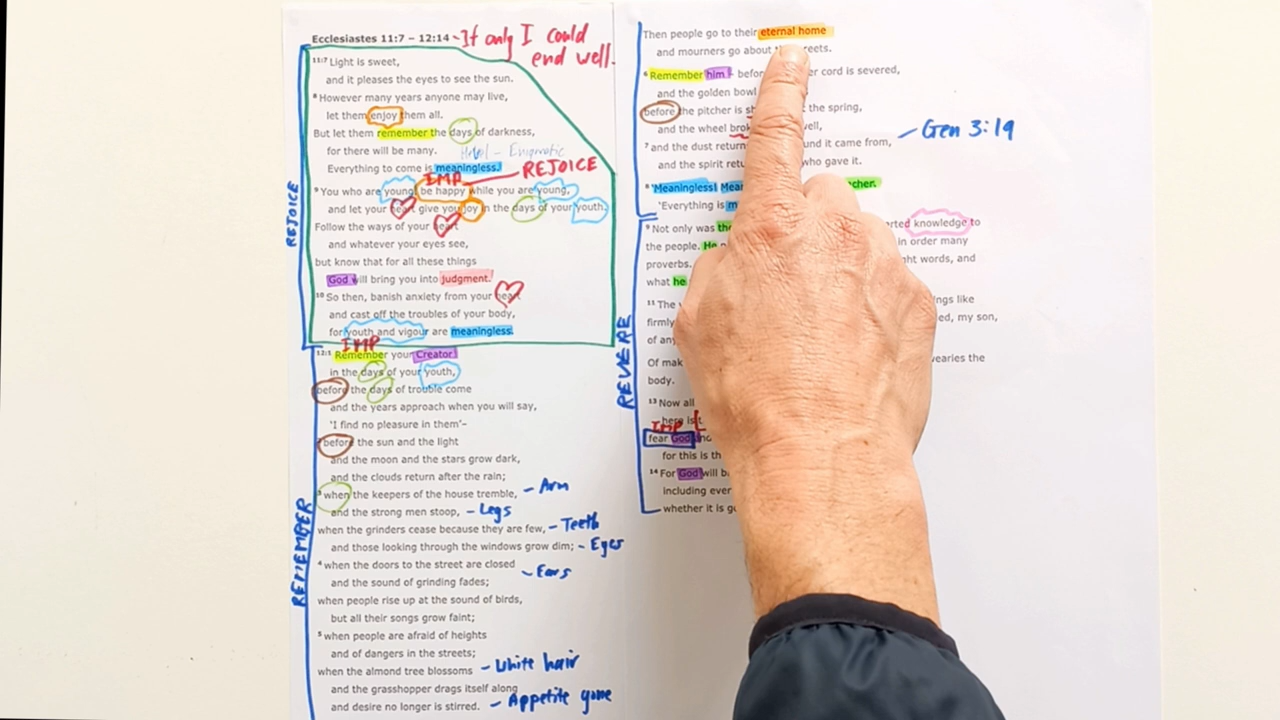 Ecclesiastes 11:7 – 12:14 - If only I could
end well.
11:7 Light is sweet,
and it pleases the eyes to see the sun.
8 However many years anyone may live,
let them enjoy them all.
But let them remember the days of darkness,
for there will be many. Hevel - Enigmatic
Everything to come is meaningless.
IMP REJOICE
9 You who are young, be happy while you are young,
and let your heart give you joy in the days of your youth.
Follow the ways of your heart
and whatever your eyes see,
but know that for all these things
God will bring you into judgment.
10 So then, banish anxiety from your heart
and cast off the troubles of your body,
for youth and vigour are meaningless.
REJOICE
IMP
12:1 Remember your Creator
in the days of your youth,
before the days of trouble come
and the years approach when you will say,
‘I find no pleasure in them’–
before the sun and the light
and the moon and the stars grow dark,
and the clouds return after the rain;
3 when the keepers of the house tremble, - Arm
and the strong men stoop, - Legs
when the grinders cease because they are few, - Teeth
and those looking through the windows grow dim; - Eyes
4 when the doors to the street are closed - Ears
and the sound of grinding fades;
when people rise up at the sound of birds,
but all their songs grow faint;
5 when people are afraid of heights
and of dangers in the streets;
when the almond tree blossoms - White hair
and the grasshopper drags itself along
and desire no longer is stirred. - Appetite gone
REMEMBER
Then people go to their eternal home
and mourners go about
6 Remember him – cord is severed,
and the golden bowl
before the pitcher is the spring,
and the wheel
7 and the dust it came from, - Gen 3:19
and the spirit who gave it.
8 ‘Meaningless!
‘Everything is
9 Not only was knowledge to
the people. in order many
proverbs. words, and
what he
11 The like
firmly my son,
of
Of the
body.
REVERE
13 Now all
here is
IMP
fear God
for this is
14 For God will
including
whether it is